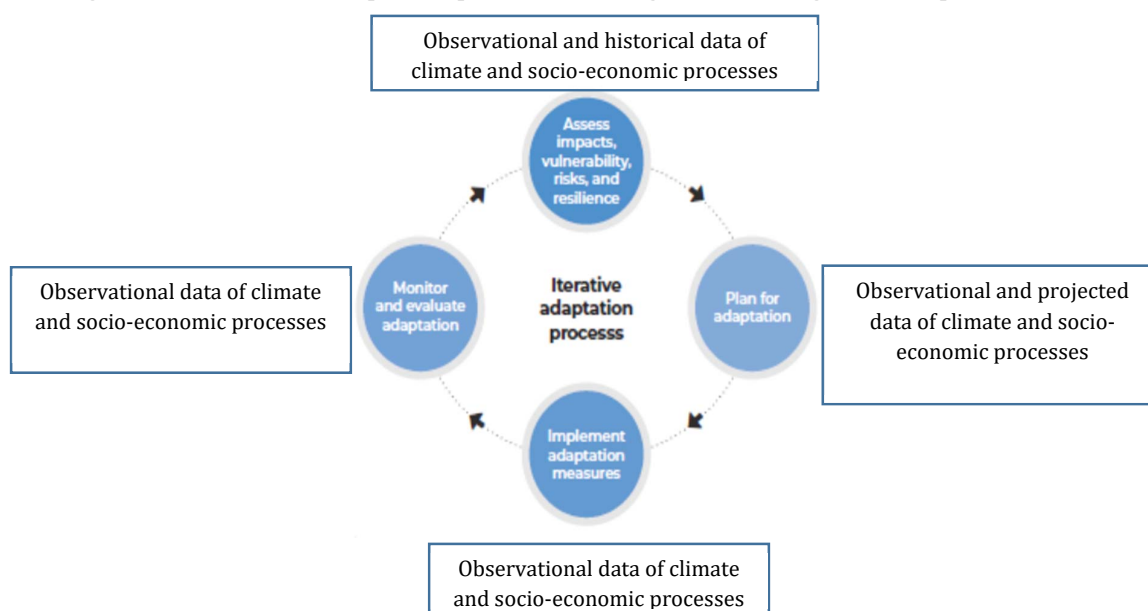 Observational and historical data of
climate and socio-economic processes
Assess
impacts,
vulnerability,
risks, and
resilience
Observational data of climate
and socio-economic processes
Monitor
and evaluate
adaptation
Iterative
adaptation
processs
Plan for
adaptation
Observational and projected
data of climate and socio-
economic processes
Implement
adaptation
measures
Observational data of climate
and socio-economic processes